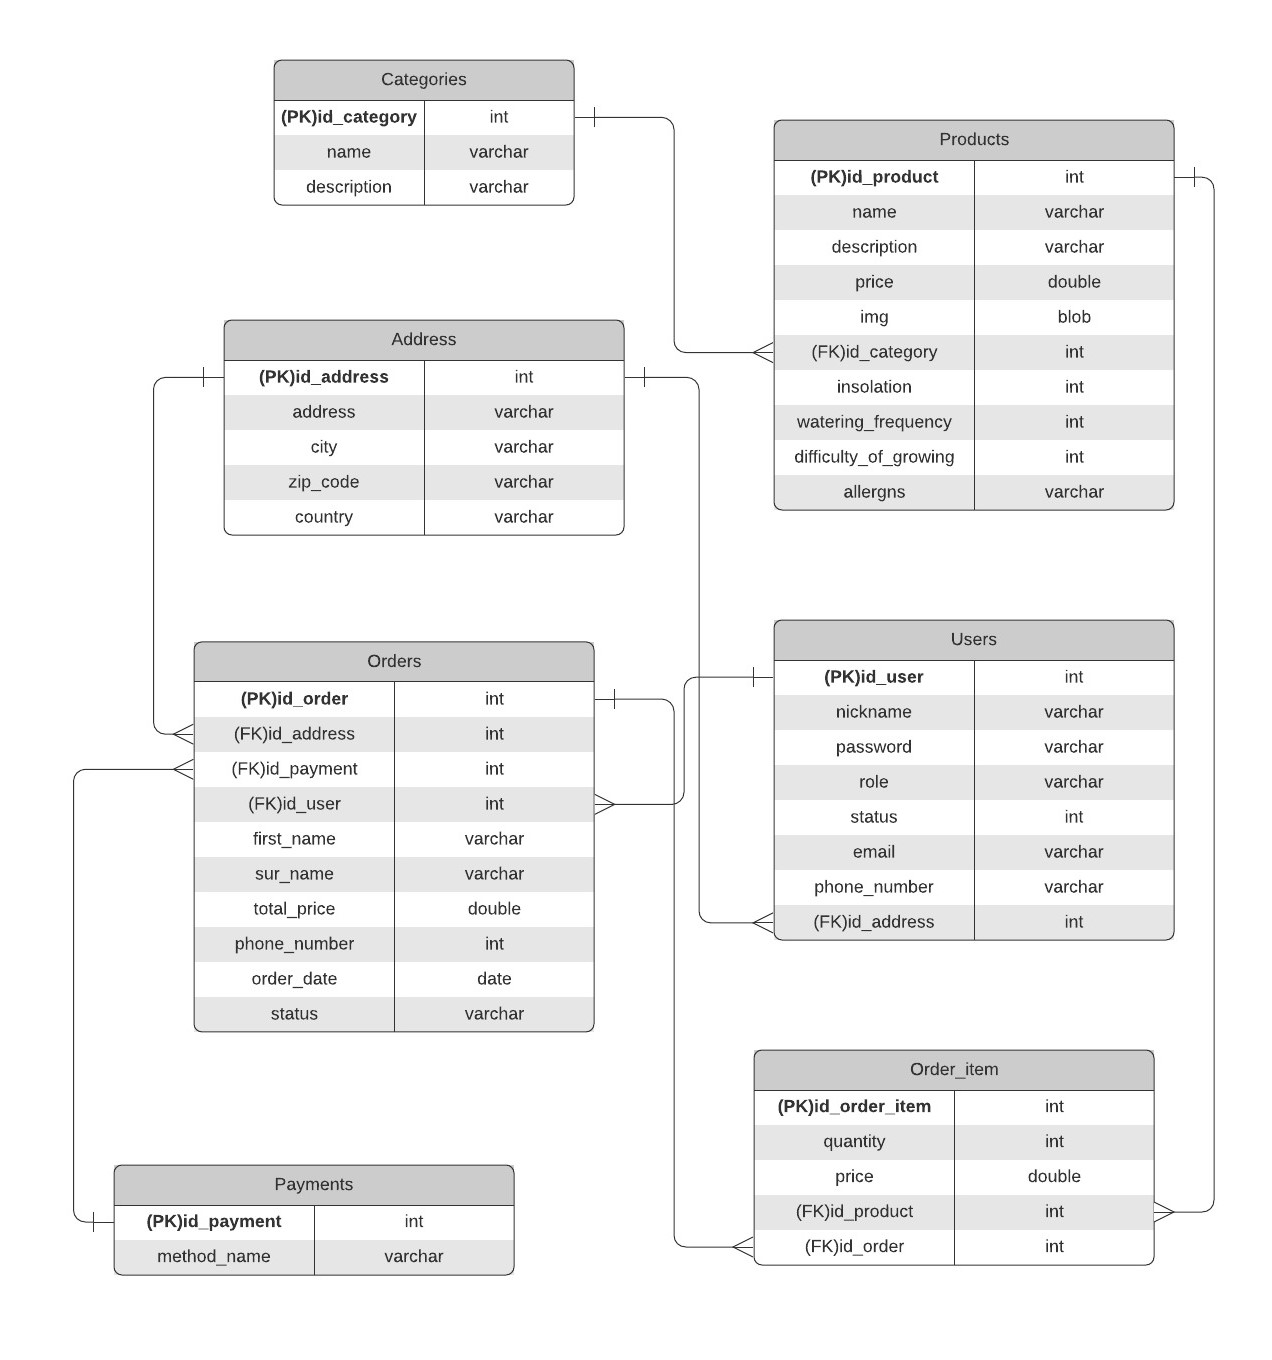 Categories
(PK)id_category int
name varchar
description varchar
Products
(PK)id_product int
name varchar
description varchar
price double
img blob
(FK)id_category int
insolation int
watering_frequency int
difficulty_of_growing int
allergns varchar
Address
(PK)id_address int
address varchar
city varchar
zip_code varchar
country varchar
Orders
(PK)id_order int
(FK)id_address int
(FK)id_payment int
(FK)id_user int
first_name varchar
sur_name varchar
total_price double
phone_number int
order_date date
status varchar
Users
(PK)id_user int
nickname varchar
password varchar
role varchar
status int
email varchar
phone_number varchar
(FK)id_address int
Order_item
(PK)id_order_item int
quantity int
price double
(FK)id_product int
(FK)id_order int
Payments
(PK)id_payment int
method_name varchar